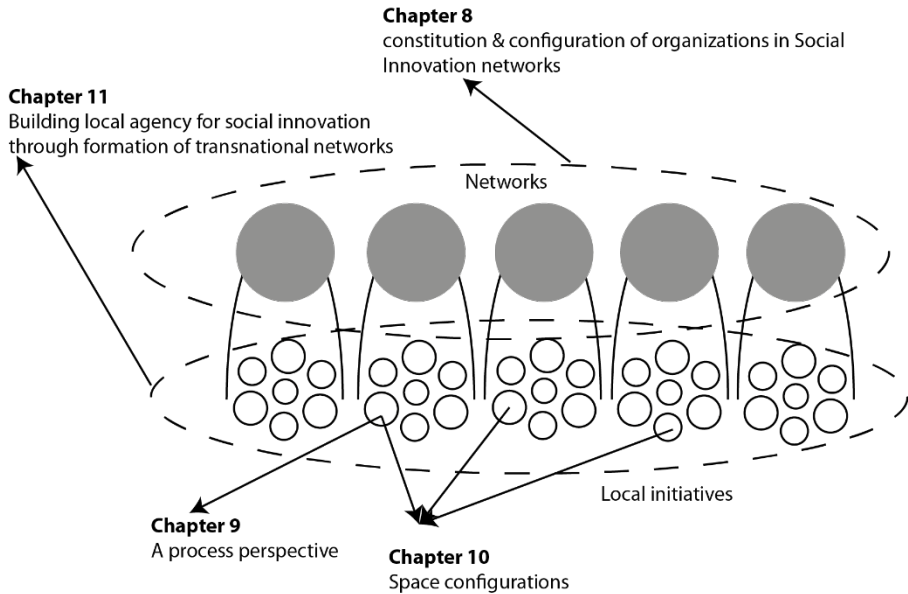 Chapter 8
constitution & configuration of organizations in Social
Innovation networks
Chapter 11
Building local agency for social innovation
through formation of transnational networks
Networks
Local initiatives
Chapter 9
A process perspective
Chapter 10
Space configurations